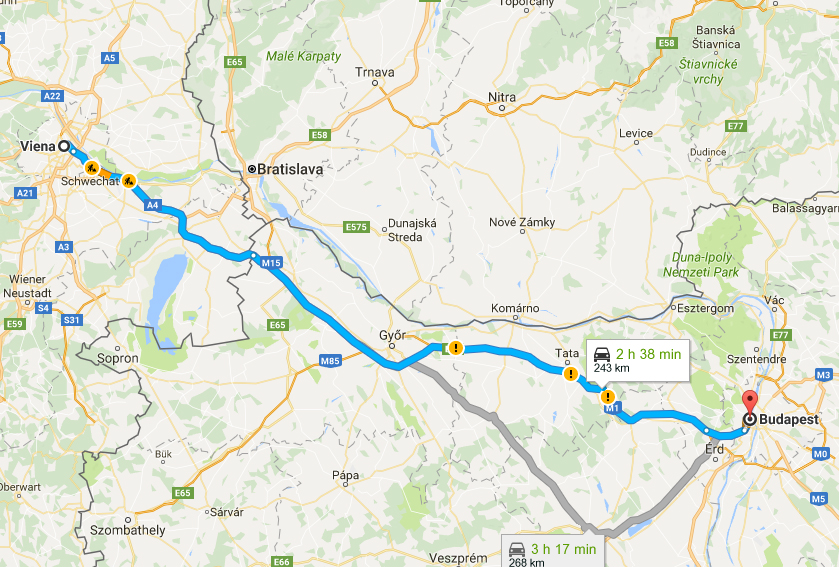 Topoľčany
Banská
Štiavnica
E58
A5
E65
Malé Karpaty
Štiavnické
vrchy
Trnava
A22
Nitra
E77
E58
Levice
Viena
Dudince
Bratislava
Schwechat
A21
A4
Balassagyar
E575
Dunajská
Streda
Nové Zámky
A3
Duna-Ipoly
Nemzeti Park
M15
Wiener
Neustadt
S4
Komárno
Esztergom
Vác
E59
S31
E65
Győr
E77
Sopron
Tata
2 h 38 min
243 km
Szentendre
M85
M3
M1
Budapest
Érd
M0
Bük
Pápa
Oberwart
E65
M5
Sárvár
Szombathely
3 h 17 min
268 km
Veszprém
E66